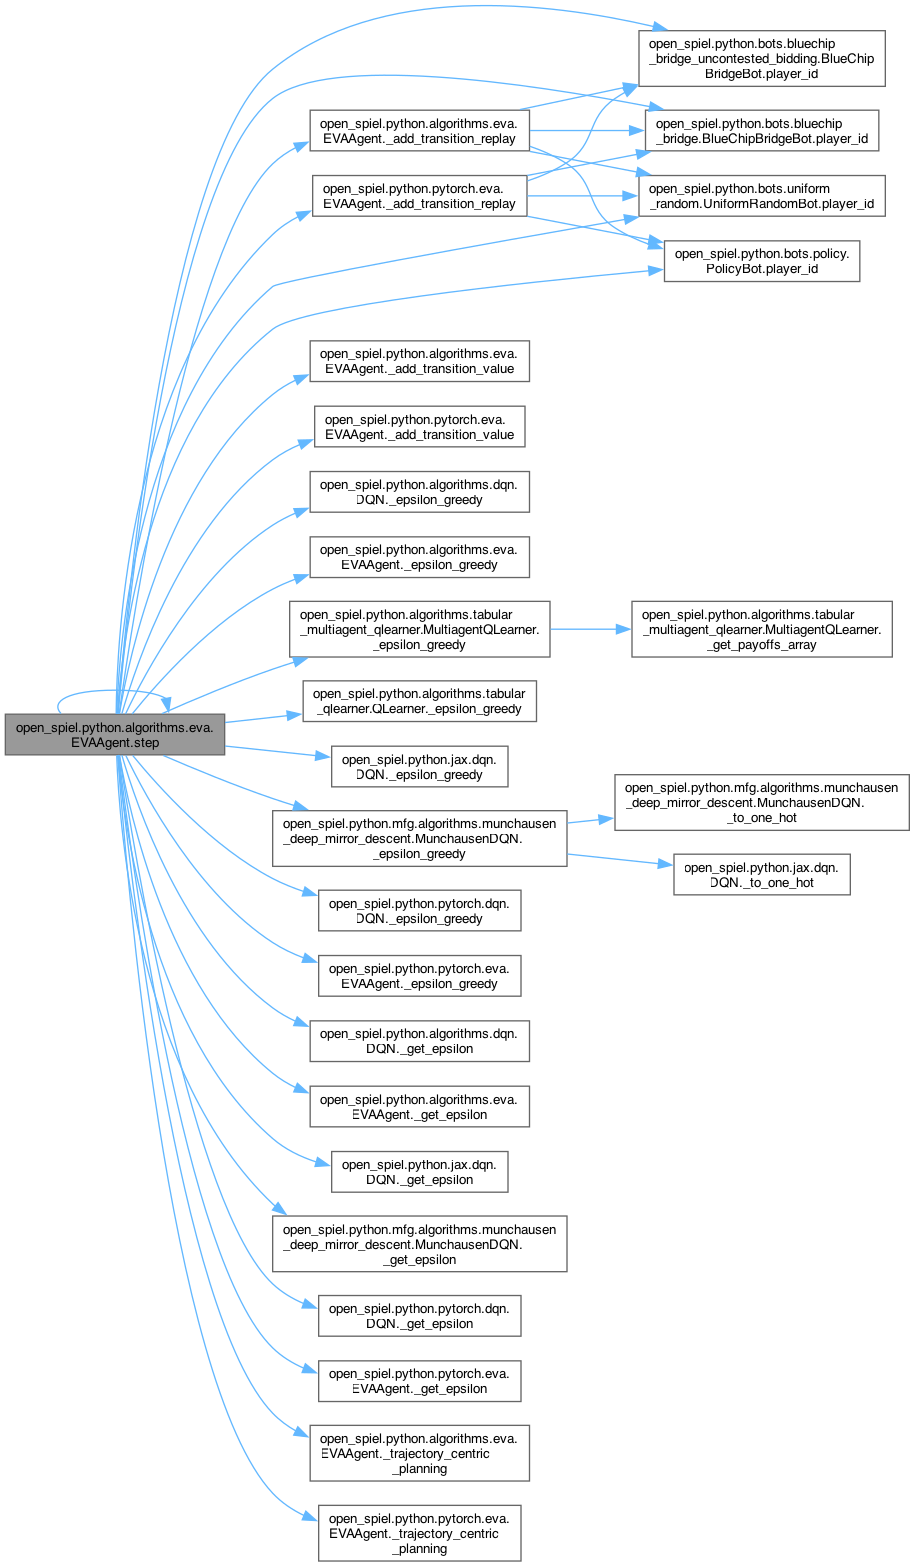 open_spiel.python.bots.bluechip
_bridge_uncontested_bidding.BlueChip
BridgeBot.player_id
open_spiel.python.algorithms.eva.
EVAAgent._add_transition_replay
open_spiel.python.bots.bluechip
_bridge.BlueChipBridgeBot.player_id
open_spiel.python.pytorch.eva.
EVAAgent._add_transition_replay
open_spiel.python.bots.uniform
_random.UniformRandomBot.player_id
open_spiel.python.bots.policy.
PolicyBot.player_id
open_spiel.python.algorithms.eva.
EVAAgent._add_transition_value
open_spiel.python.pytorch.eva.
EVAAgent._add_transition_value
open_spiel.python.algorithms.dqn.
DQN._epsilon_greedy
open_spiel.python.algorithms.eva.
EVAAgent._epsilon_greedy
open_spiel.python.algorithms.tabular
_multiagent_qlearner.MultiagentQLearner.
_epsilon_greedy
open_spiel.python.algorithms.tabular
_multiagent_qlearner.MultiagentQLearner.
_get_payoffs_array
open_spiel.python.algorithms.tabular
_qlearner.QLearner._epsilon_greedy
open_spiel.python.algorithms.eva.
EVAAgent.step
open_spiel.python.jax.dqn.
DQN._epsilon_greedy
open_spiel.python.mfg.algorithms.munchausen
_deep_mirror_descent.MunchausenDQN.
_epsilon_greedy
open_spiel.python.mfg.algorithms.munchausen
_deep_mirror_descent.MunchausenDQN.
_to_one_hot
open_spiel.python.jax.dqn.
DQN._to_one_hot
open_spiel.python.pytorch.dqn.
DQN._epsilon_greedy
open_spiel.python.pytorch.eva.
EVAAgent._epsilon_greedy
open_spiel.python.algorithms.dqn.
DQN._get_epsilon
open_spiel.python.algorithms.eva.
EVAAgent._get_epsilon
open_spiel.python.jax.dqn.
DQN._get_epsilon
open_spiel.python.mfg.algorithms.munchausen
_deep_mirror_descent.MunchausenDQN.
_get_epsilon
open_spiel.python.pytorch.dqn.
DQN._get_epsilon
open_spiel.python.pytorch.eva.
EVAAgent._get_epsilon
open_spiel.python.algorithms.eva.
EVAAgent._trajectory_centric
_planning
open_spiel.python.pytorch.eva.
EVAAgent._trajectory_centric
_planning